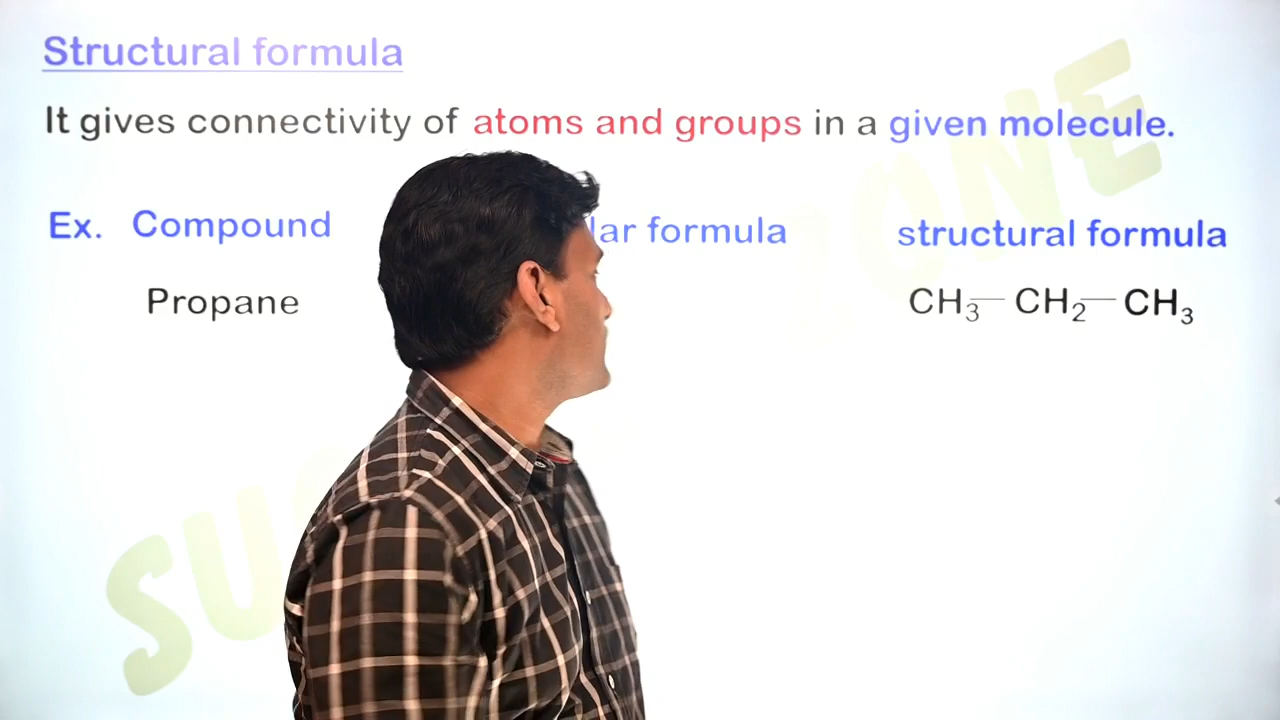 Structural formula
It gives connectivity of atoms and groups in a given molecule.
Ex. Compound lar formula structural formula
Propane CH₃— CH₂— CH₃